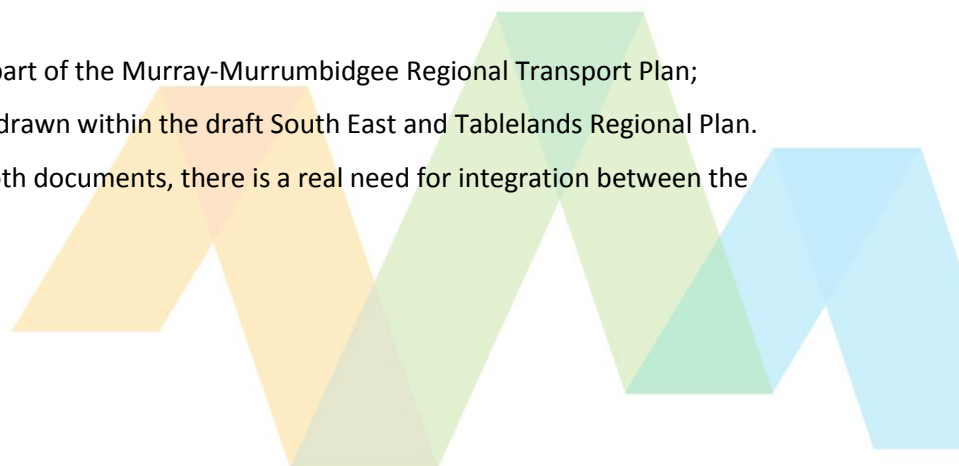 part of the Murray-Murrumbidgee Regional Transport Plan;
drawn within the draft South East and Tablelands Regional Plan.
oth documents, there is a real need for integration between the